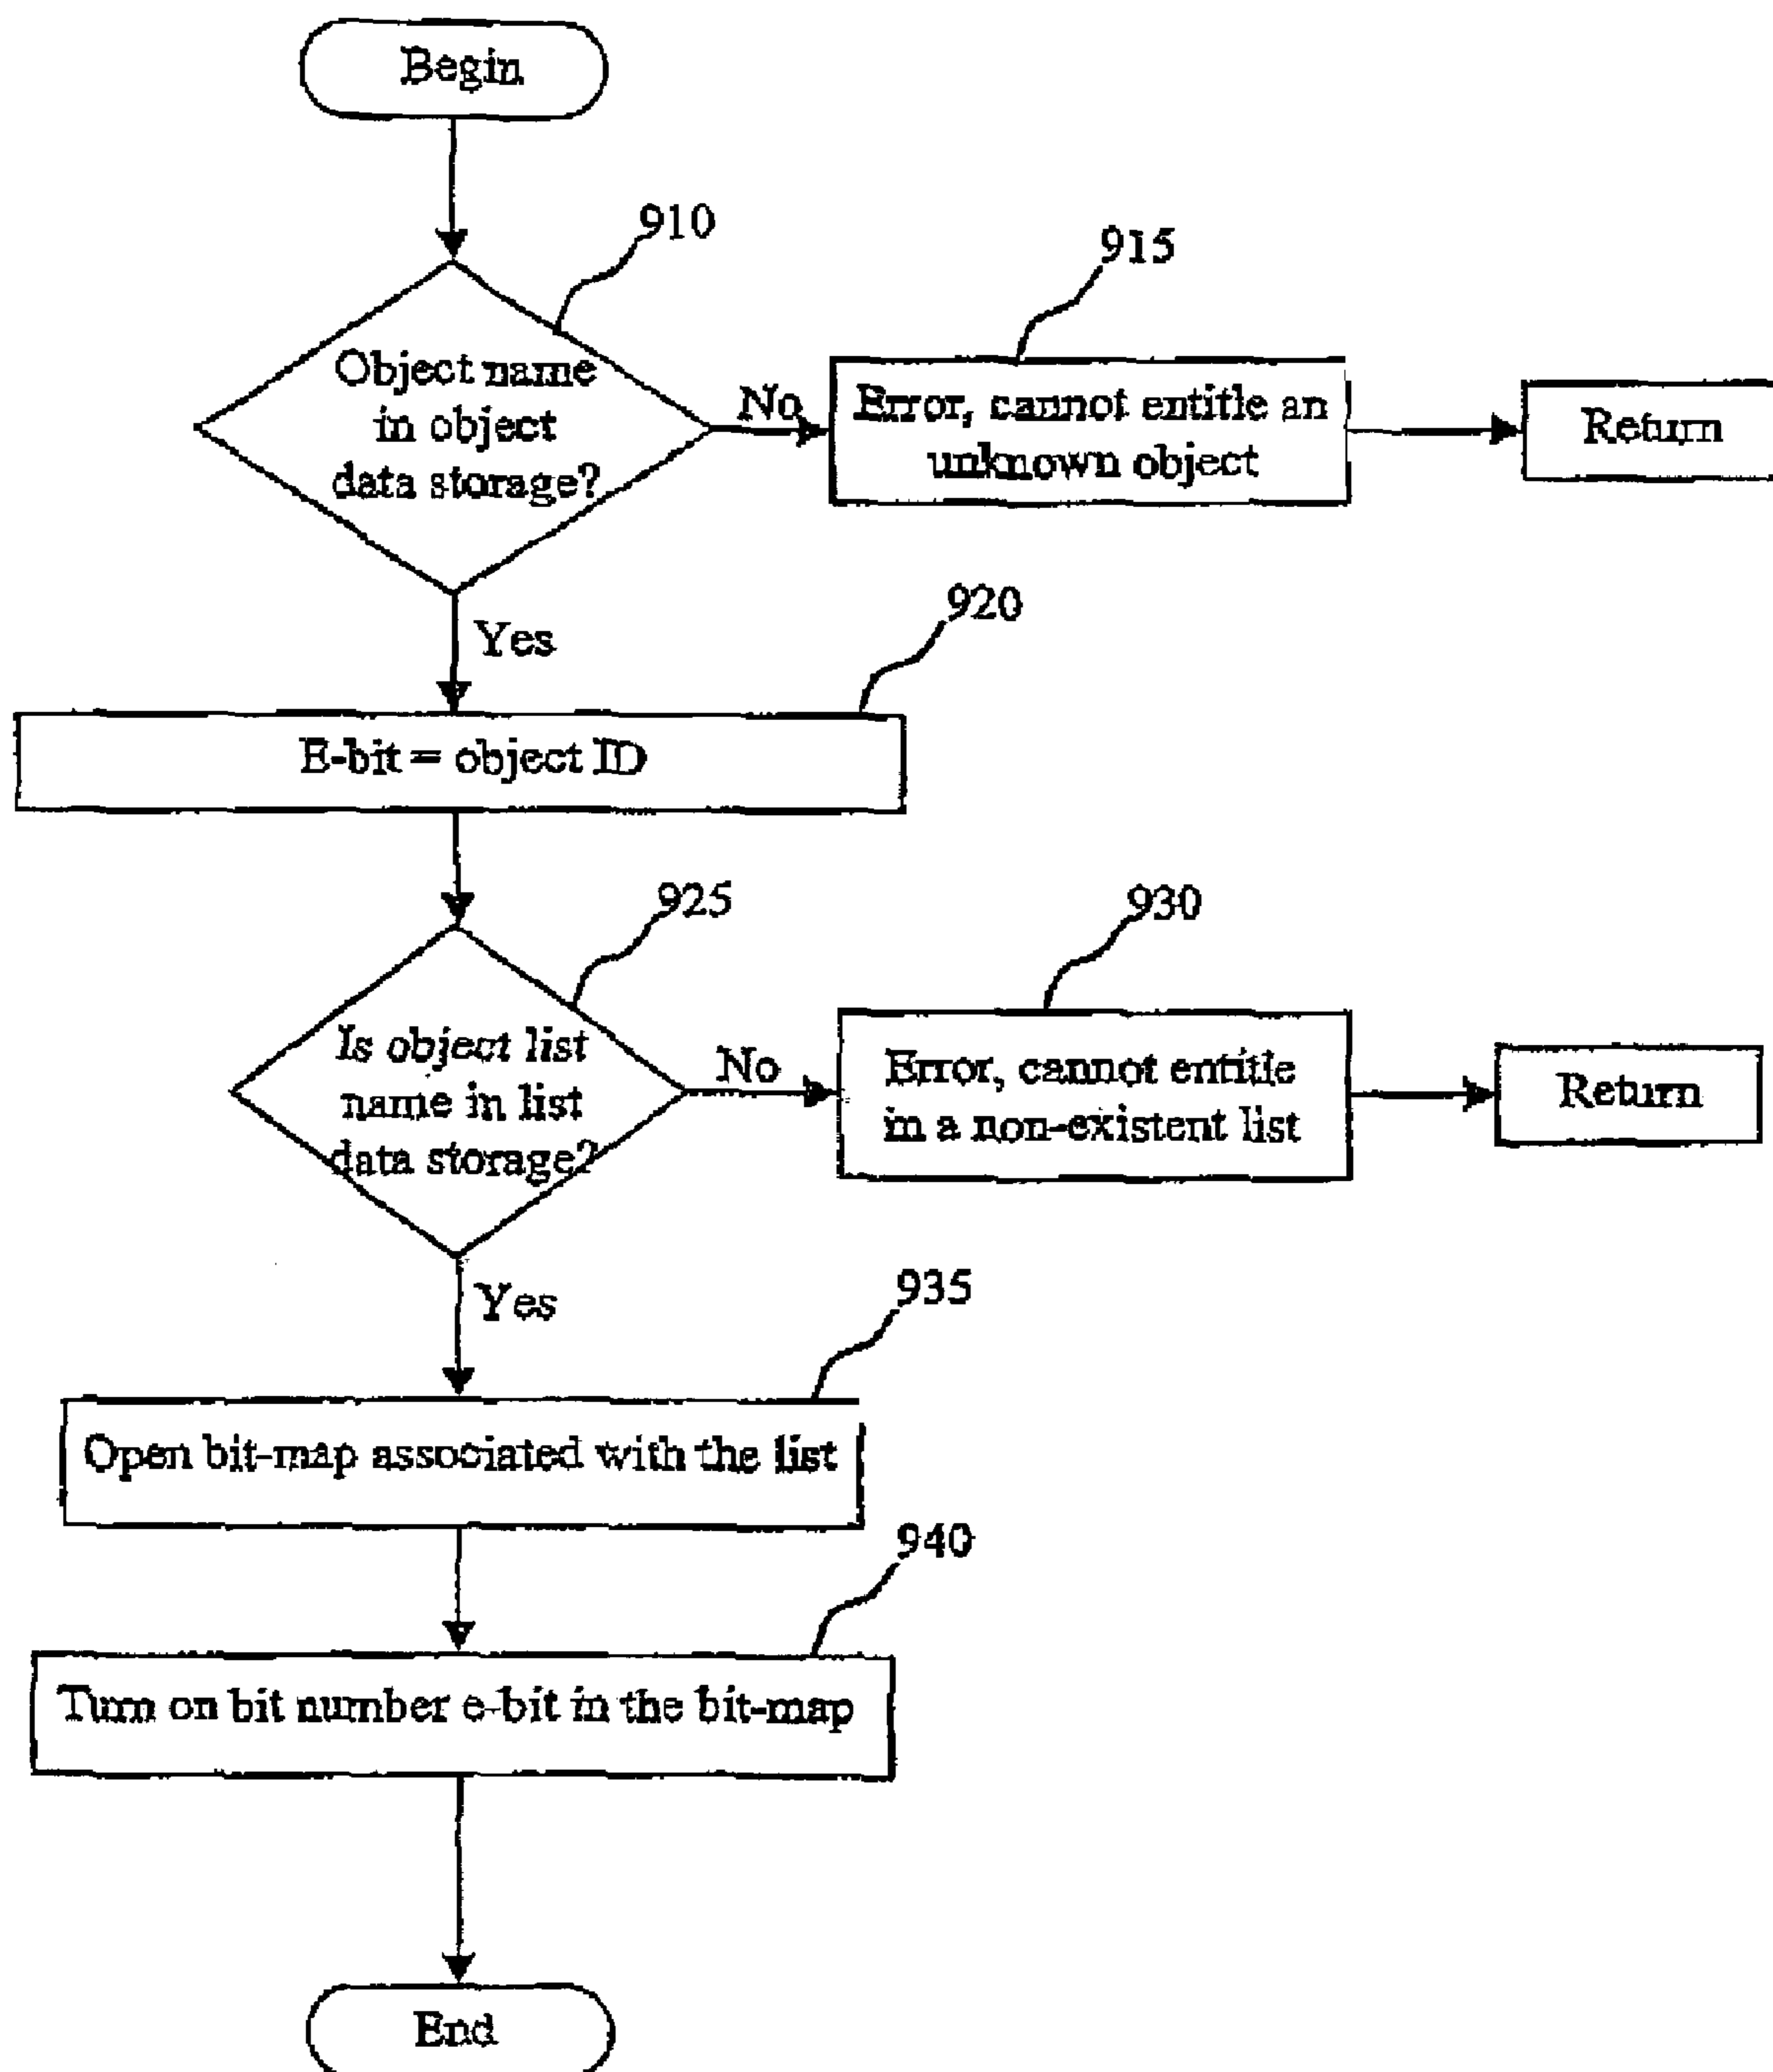 Begin
910
Object name
in object
data storage?
No
915
Error, cannot entitle an
unknown object
Return
Yes
920
E-bit = object ID
925
Is object list
name in list
data storage?
No
930
Error, cannot entitle
in a non-existent list
Return
Yes
935
Open bit-map associated with the list
940
Turn on bit number e-bit in the bit-map
End